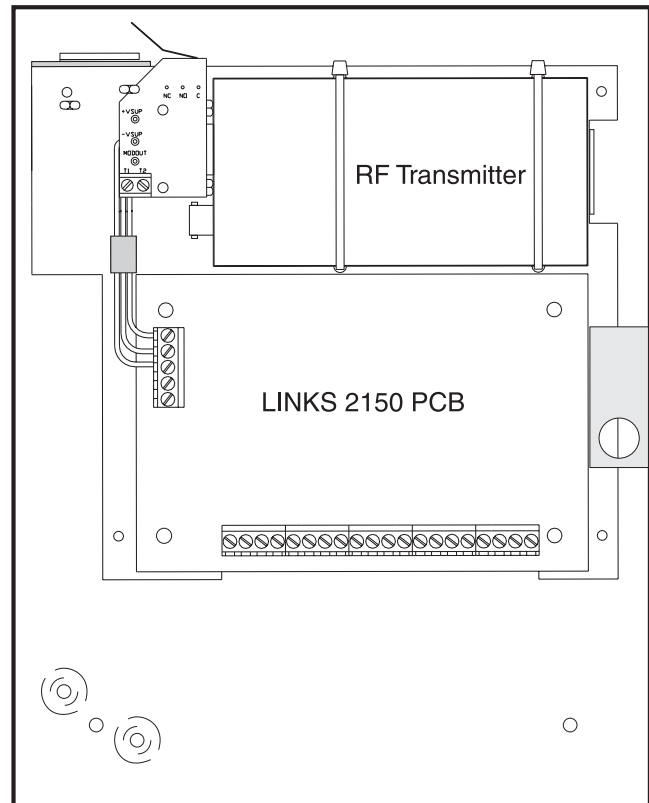 NC NO C
+VSUP
-VSUP
MODOUT
T1 T2
RF Transmitter
LINKS 2150 PCB